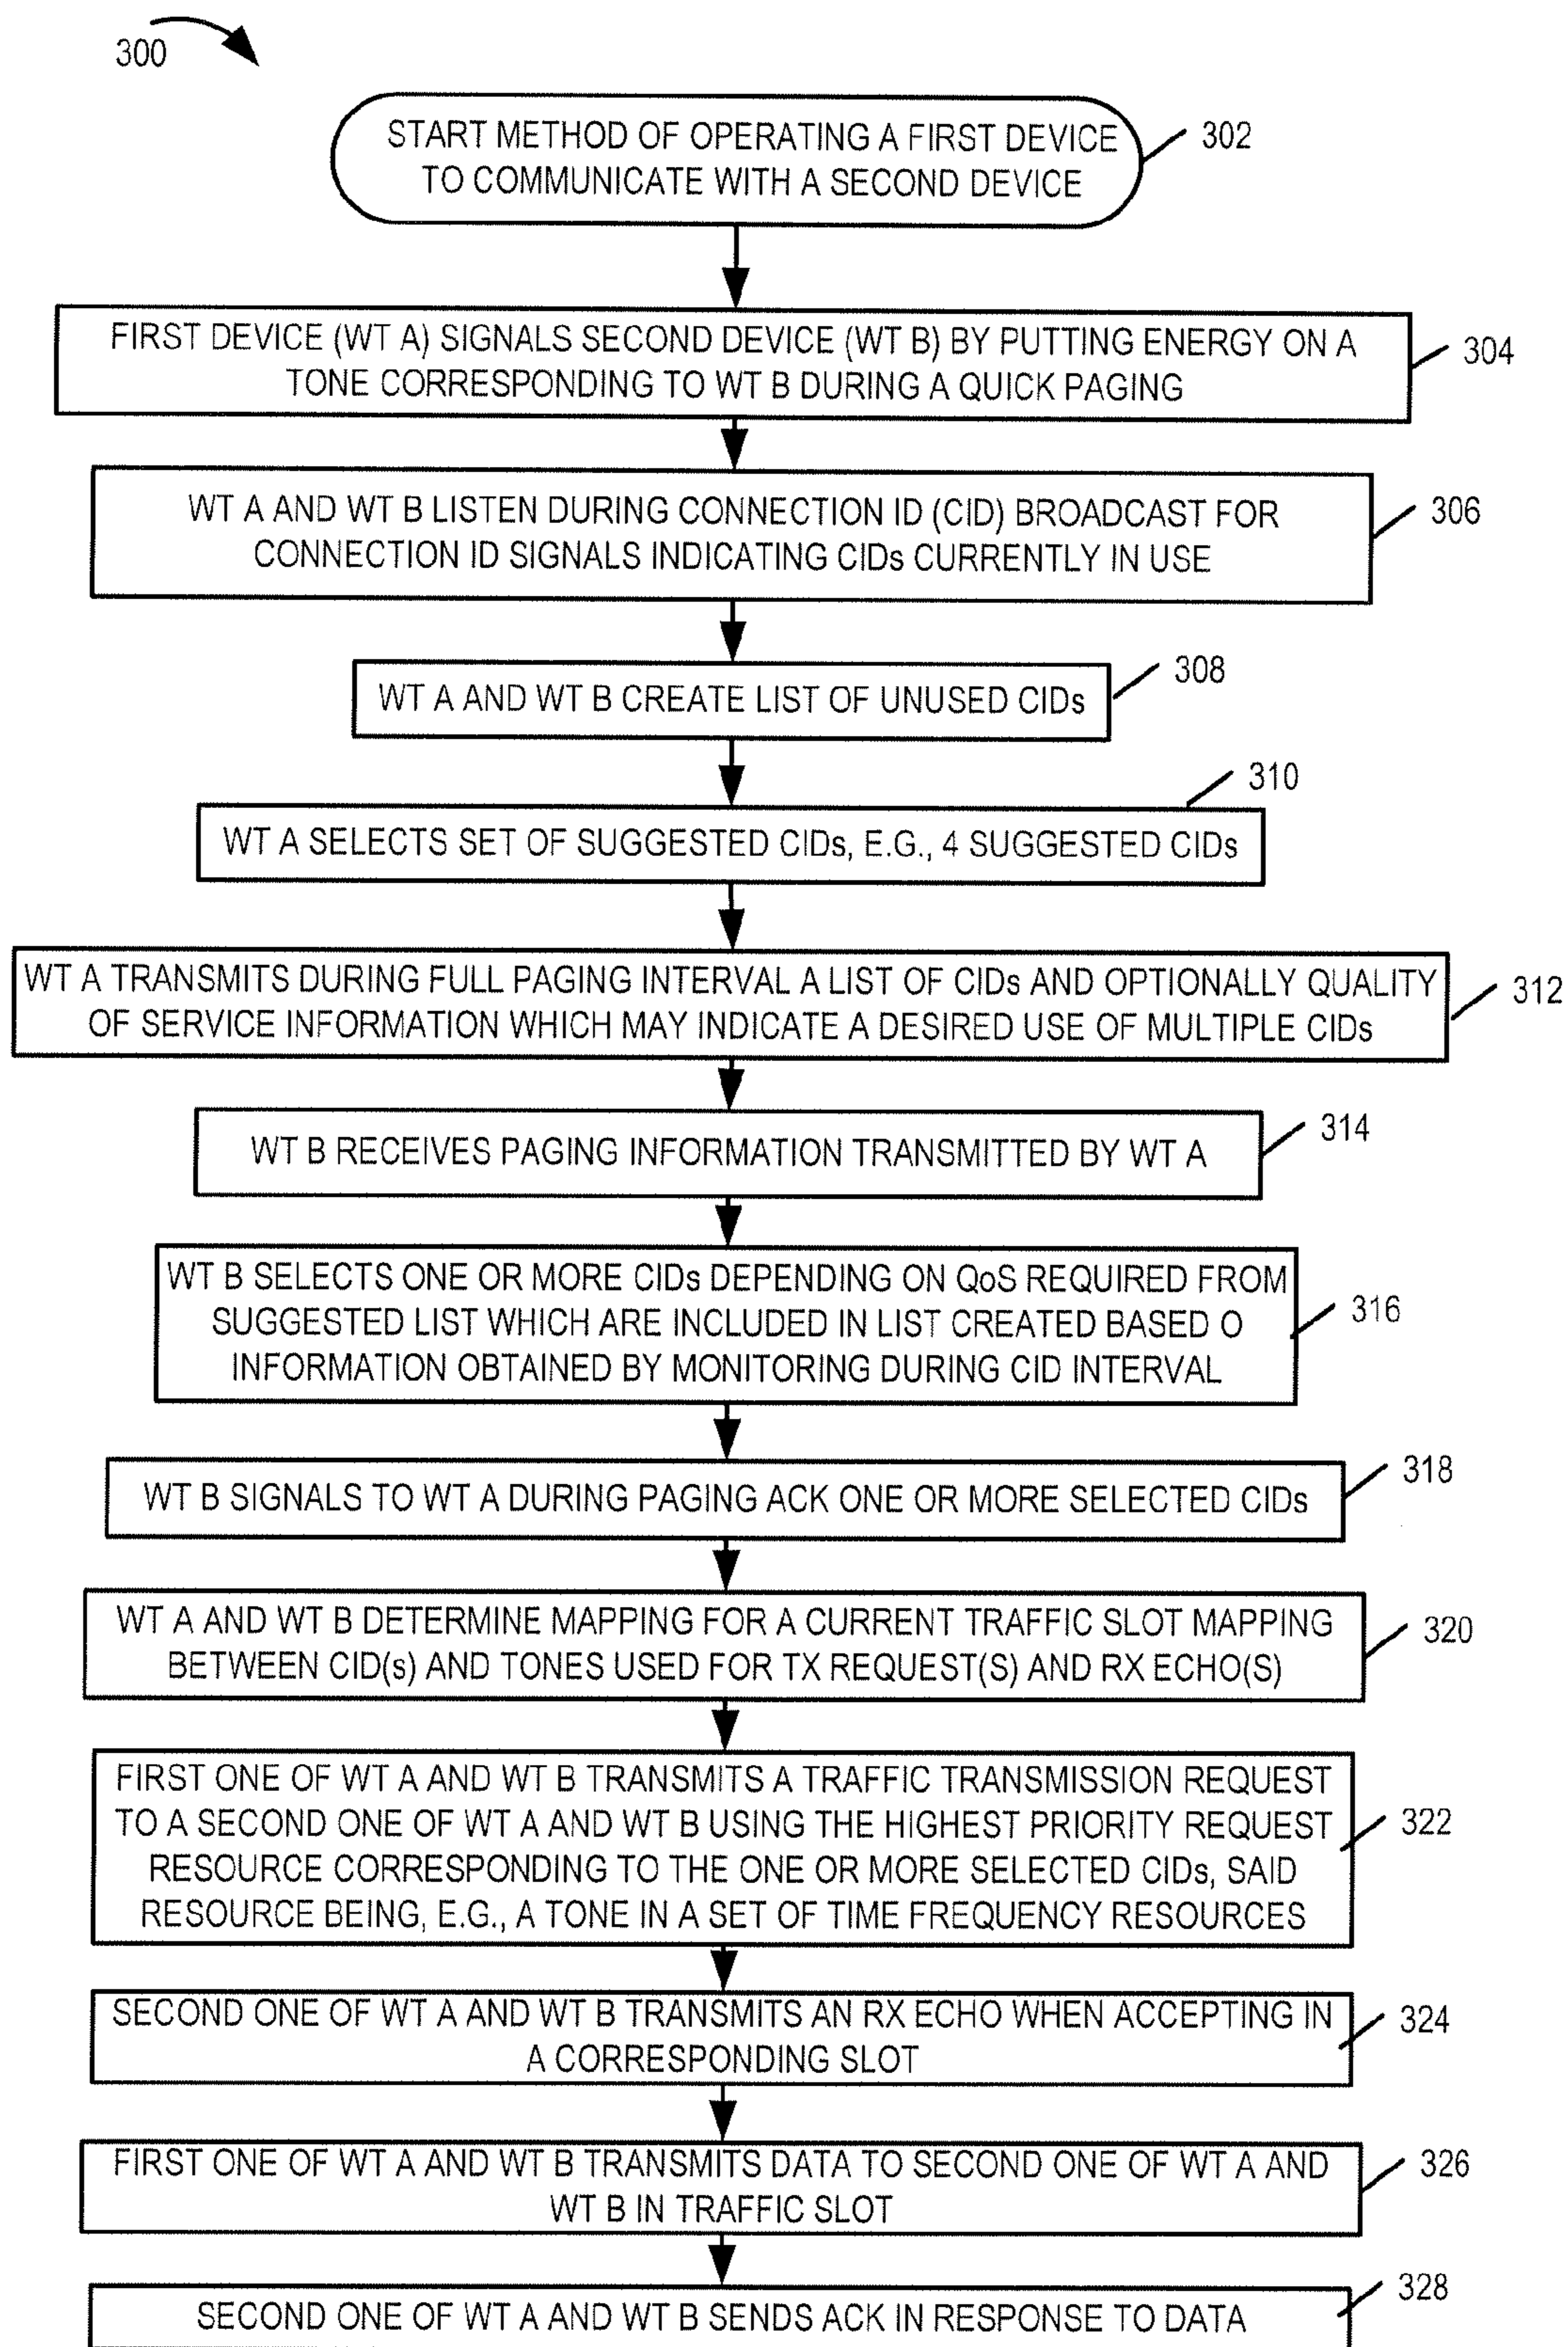 300
START METHOD OF OPERATING A FIRST DEVICE
TO COMMUNICATE WITH A SECOND DEVICE
302
FIRST DEVICE (WT A) SIGNALS SECOND DEVICE (WT B) BY PUTTING ENERGY ON A
TONE CORRESPONDING TO WT B DURING A QUICK PAGING
304
WT A AND WT B LISTEN DURING CONNECTION ID (CID) BROADCAST FOR
CONNECTION ID SIGNALS INDICATING CIDs CURRENTLY IN USE
306
WT A AND WT B CREATE LIST OF UNUSED CIDs
308
310
WT A SELECTS SET OF SUGGESTED CIDs, E.G., 4 SUGGESTED CIDs
WT A TRANSMITS DURING FULL PAGING INTERVAL A LIST OF CIDs AND OPTIONALLY QUALITY
OF SERVICE INFORMATION WHICH MAY INDICATE A DESIRED USE OF MULTIPLE CIDs
312
WT B RECEIVES PAGING INFORMATION TRANSMITTED BY WT A
314
WT B SELECTS ONE OR MORE CIDs DEPENDING ON QoS REQUIRED FROM
SUGGESTED LIST WHICH ARE INCLUDED IN LIST CREATED BASED O
INFORMATION OBTAINED BY MONITORING DURING CID INTERVAL
316
WT B SIGNALS TO WT A DURING PAGING ACK ONE OR MORE SELECTED CIDs
318
WT A AND WT B DETERMINE MAPPING FOR A CURRENT TRAFFIC SLOT MAPPING
BETWEEN CID(s) AND TONES USED FOR TX REQUEST(S) AND RX ECHO(S)
320
FIRST ONE OF WT A AND WT B TRANSMITS A TRAFFIC TRANSMISSION REQUEST
TO A SECOND ONE OF WT A AND WT B USING THE HIGHEST PRIORITY REQUEST
RESOURCE CORRESPONDING TO THE ONE OR MORE SELECTED CIDs, SAID
RESOURCE BEING, E.G., A TONE IN A SET OF TIME FREQUENCY RESOURCES
322
SECOND ONE OF WT A AND WT B TRANSMITS AN RX ECHO WHEN ACCEPTING IN
A CORRESPONDING SLOT
324
FIRST ONE OF WT A AND WT B TRANSMITS DATA TO SECOND ONE OF WT A AND
WT B IN TRAFFIC SLOT
326
SECOND ONE OF WT A AND WT B SENDS ACK IN RESPONSE TO DATA
328